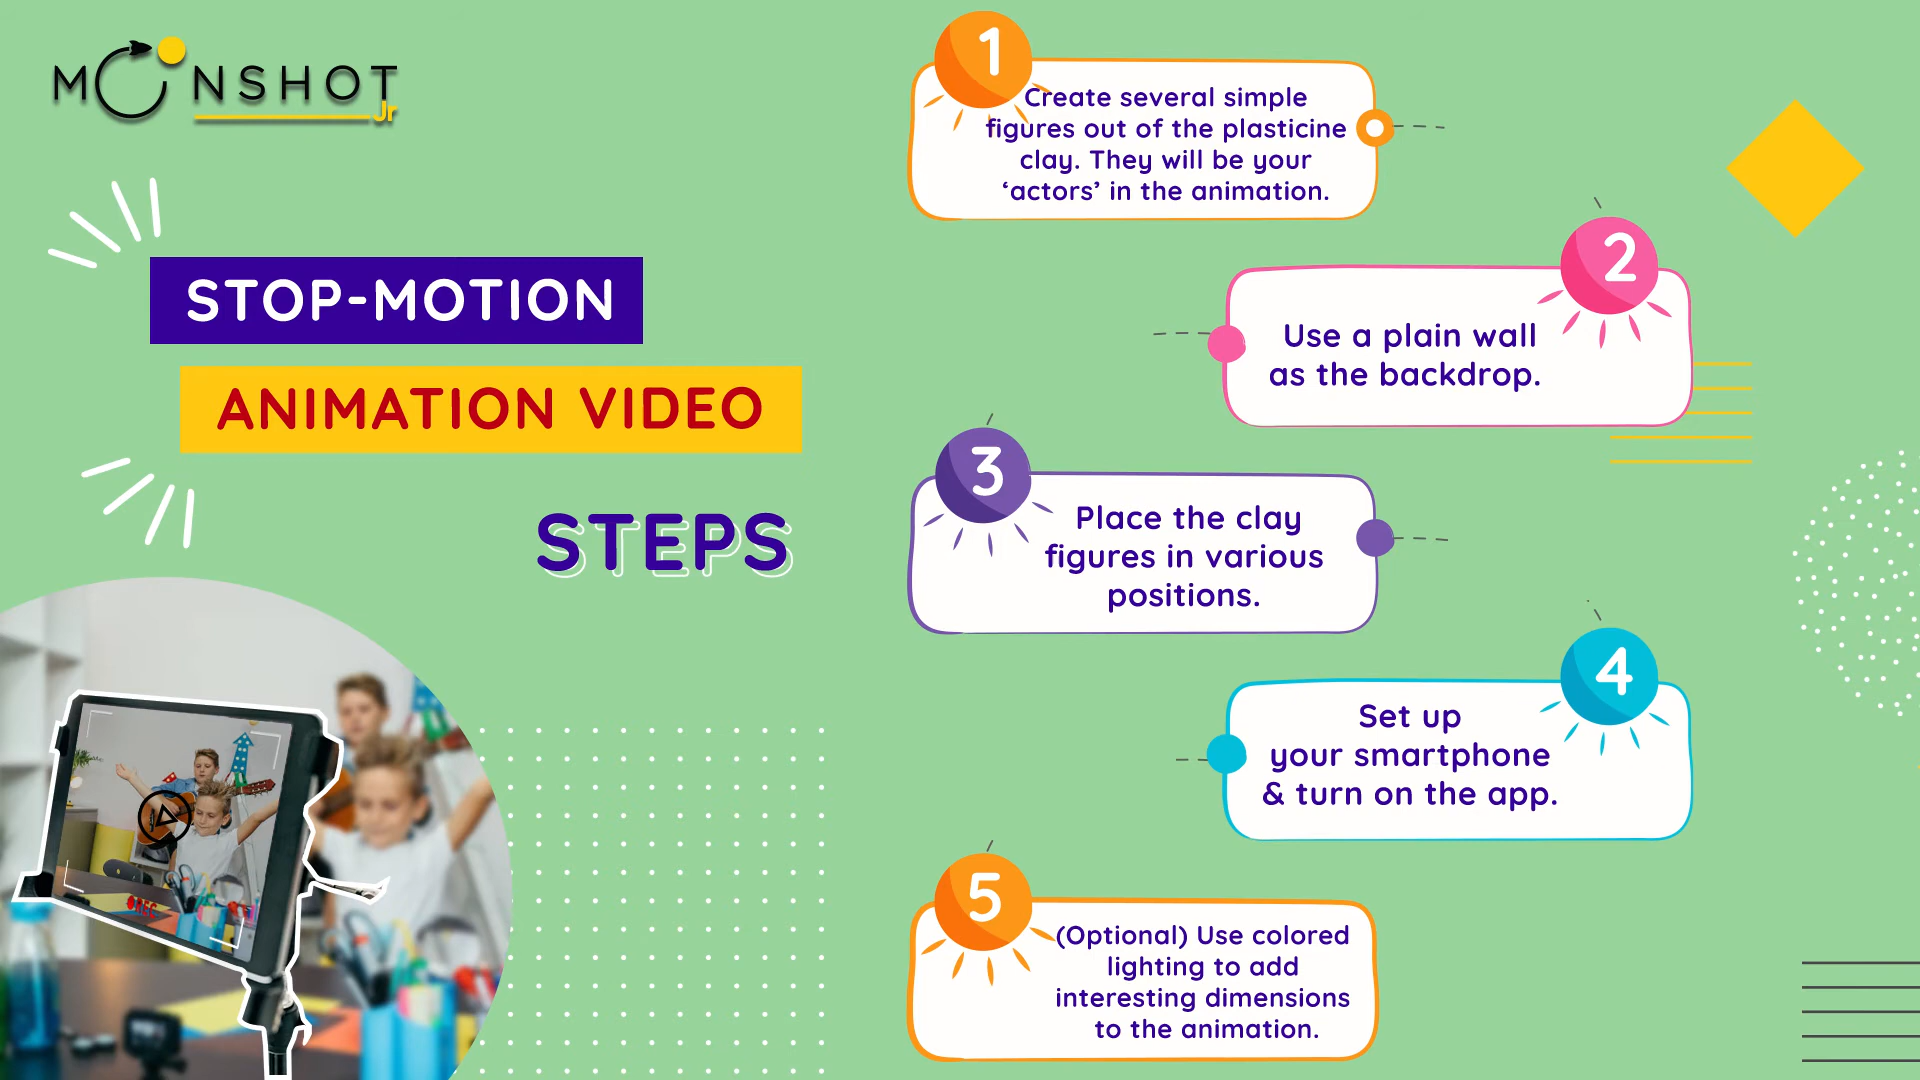 MOONSHOT
Jr
STOP-MOTION
ANIMATION VIDEO
STEPS
1
Create several simple
figures out of the plasticine
clay. They will be your
‘actors’ in the animation.
2
Use a plain wall
as the backdrop.
3
Place the clay
figures in various
positions.
4
Set up
your smartphone
& turn on the app.
5
(Optional) Use colored
lighting to add
interesting dimensions
to the animation.
REC